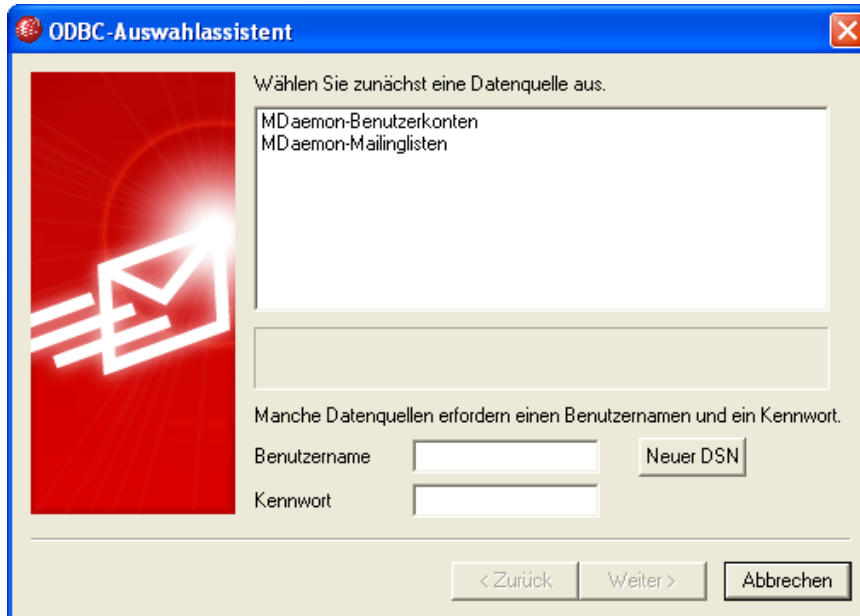 ODBC-Auswahlassistent
Wählen Sie zunächst eine Datenquelle aus.
MDaemon-Benutzerkonten
MDaemon-Mailinglisten
Manche Datenquellen erfordern einen Benutzernamen und ein Kennwort.
Benutzername
Neuer DSN
Kennwort
< Zurück
Weiter >
Abbrechen